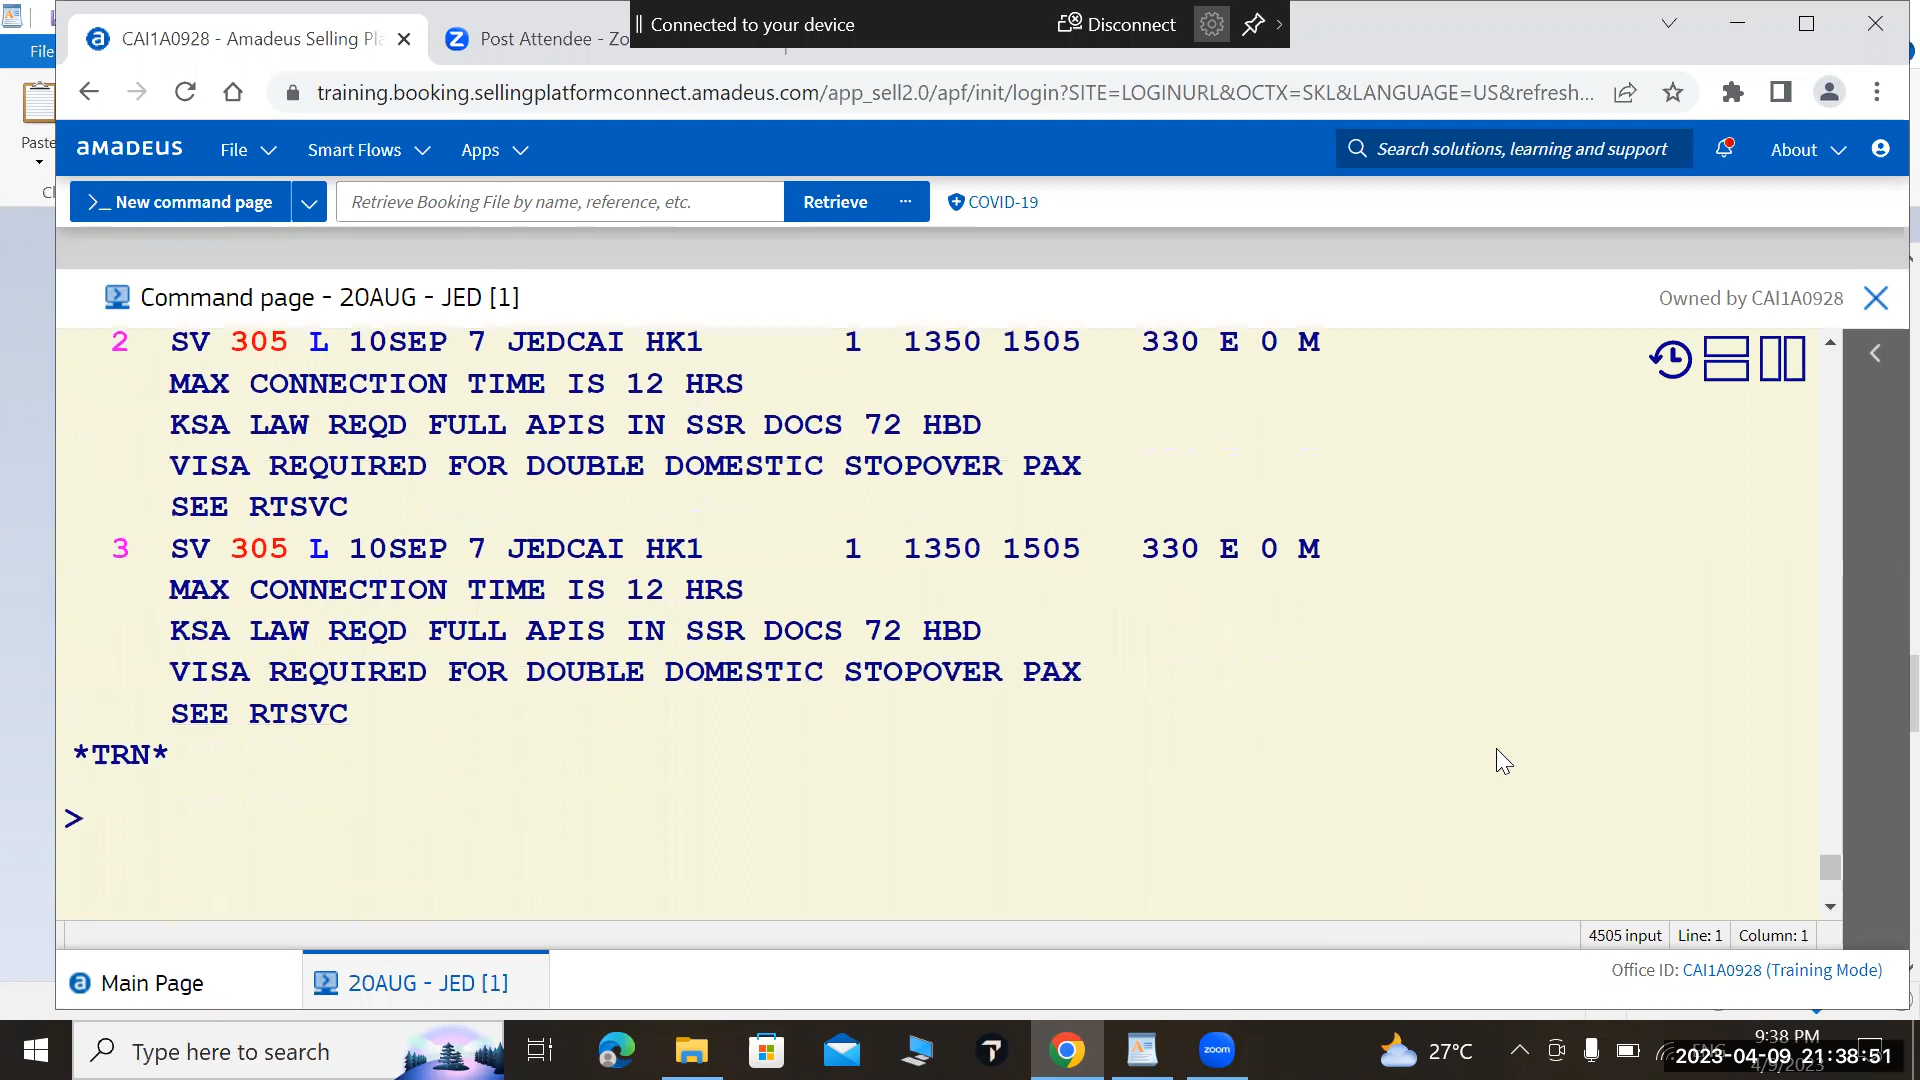 File
Paste
Cl
CAI1A0928 - Amadeus Selling Pla
Post Attendee - Zo
Connected to your device
Disconnect
training.booking.sellingplatformconnect.amadeus.com/app_sell2.0/apf/init/login?SITE=LOGINURL&OCTX=SKL&LANGUAGE=US&refresh...
amadeus
File
Smart Flows
Apps
Search solutions, learning and support
About
>_ New command page
Retrieve Booking File by name, reference, etc.
Retrieve
...
COVID-19
Command page - 20AUG - JED [1]
Owned by CAI1A0928
2 SV 305 L 10SEP 7 JEDCAI HK1 1 1350 1505 330 E 0 M
MAX CONNECTION TIME IS 12 HRS
KSA LAW REQD FULL APIS IN SSR DOCS 72 HBD
VISA REQUIRED FOR DOUBLE DOMESTIC STOPOVER PAX
SEE RTSVC
3 SV 305 L 10SEP 7 JEDCAI HK1 1 1350 1505 330 E 0 M
MAX CONNECTION TIME IS 12 HRS
KSA LAW REQD FULL APIS IN SSR DOCS 72 HBD
VISA REQUIRED FOR DOUBLE DOMESTIC STOPOVER PAX
SEE RTSVC
*TRN*
>
4505 input
Line: 1
Column: 1
Main Page
20AUG - JED [1]
Office ID: CAI1A0928 (Training Mode)
Type here to search
zoom
27°C
ENG
9:38 PM
4/9/2023
2023-04-09 21:38:51